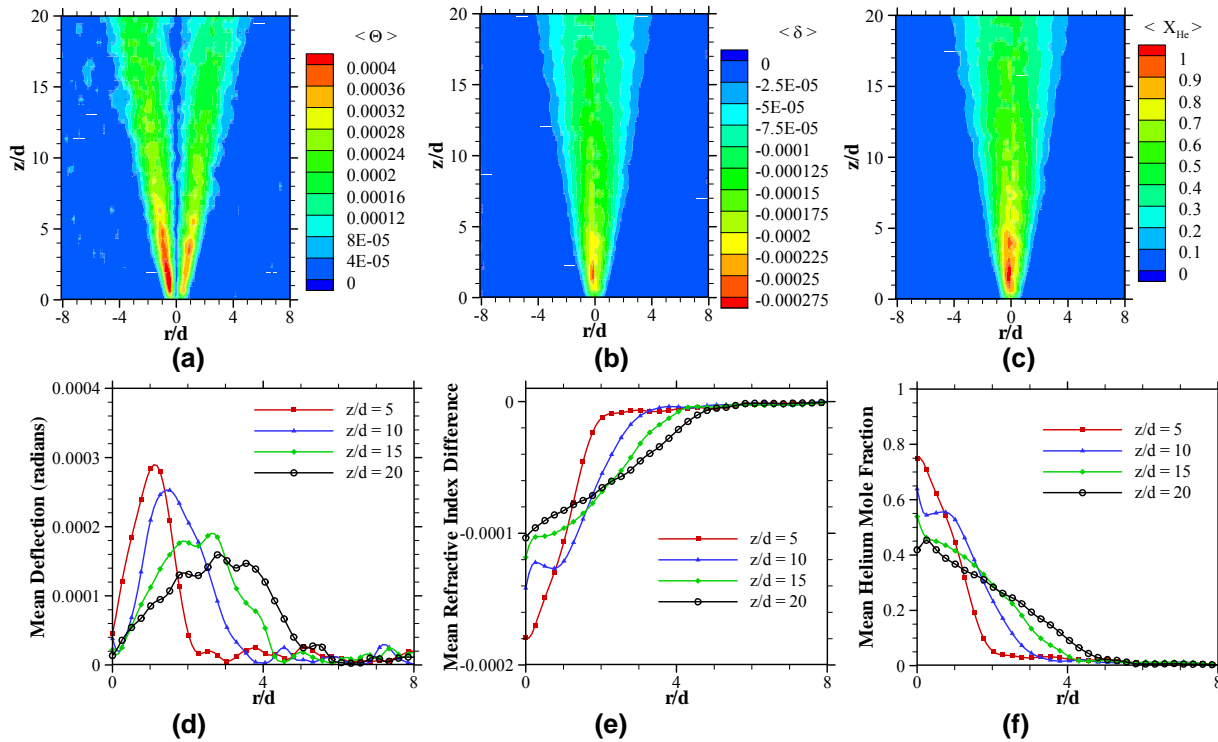 < Θ >
0.0004
0.00036
0.00032
0.00028
0.00024
0.0002
0.00016
0.00012
8E-05
4E-05
0
z/d
20
15
10
5
0
-8 -4 0 4 8
r/d
(a)
< δ >
0
-2.5E-05
-5E-05
-7.5E-05
-0.0001
-0.000125
-0.00015
-0.000175
-0.0002
-0.000225
-0.00025
-0.000275
z/d
20
15
10
5
0
-8 -4 0 4 8
r/d
(b)
< XHe >
1
0.9
0.8
0.7
0.6
0.5
0.4
0.3
0.2
0.1
0
z/d
20
15
10
5
0
-8 -4 0 4 8
r/d
(c)
Mean Deflection (radians)
0.0004
0.0003
0.0002
0.0001
0
z/d = 5
z/d = 10
z/d = 15
z/d = 20
0 4 8
r/d
(d)
Mean Refractive Index Difference
0
-0.0001
-0.0002
z/d = 5
z/d = 10
z/d = 15
z/d = 20
0 2 4 6 8
r/d
(e)
Mean Helium Mole Fraction
1
0.8
0.6
0.4
0.2
0
z/d = 5
z/d = 10
z/d = 15
z/d = 20
0 2 4 6 8
r/d
(f)